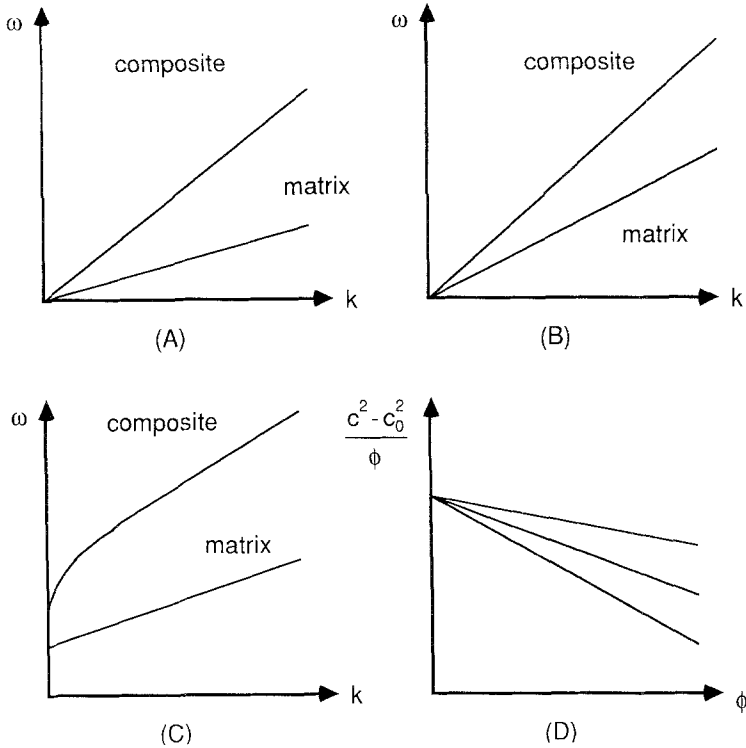 ω
composite
matrix
k
(A)
ω
composite
matrix
k
(B)
ω
composite
matrix
k
(C)
c² - c₀²
ϕ
ϕ
(D)